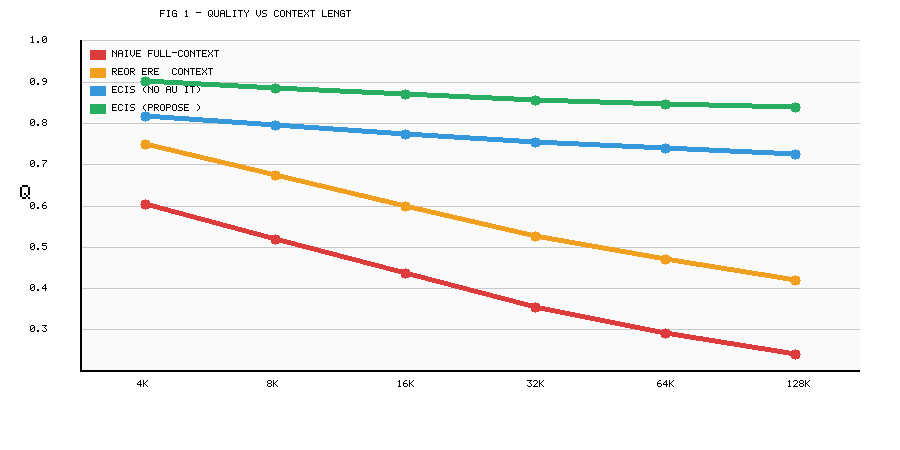 FIG 1 - QUALITY VS CONTEXT LENGT
1.0
NAIVE FULL-CONTEXT
REOR ERE  CONTEXT
0.9
ECIS (NO AU IT)
ECIS (PROPOSE )
0.8
0.7
Q
0.6
0.5
0.4
0.3
4K 8K 16K 32K 64K 128K